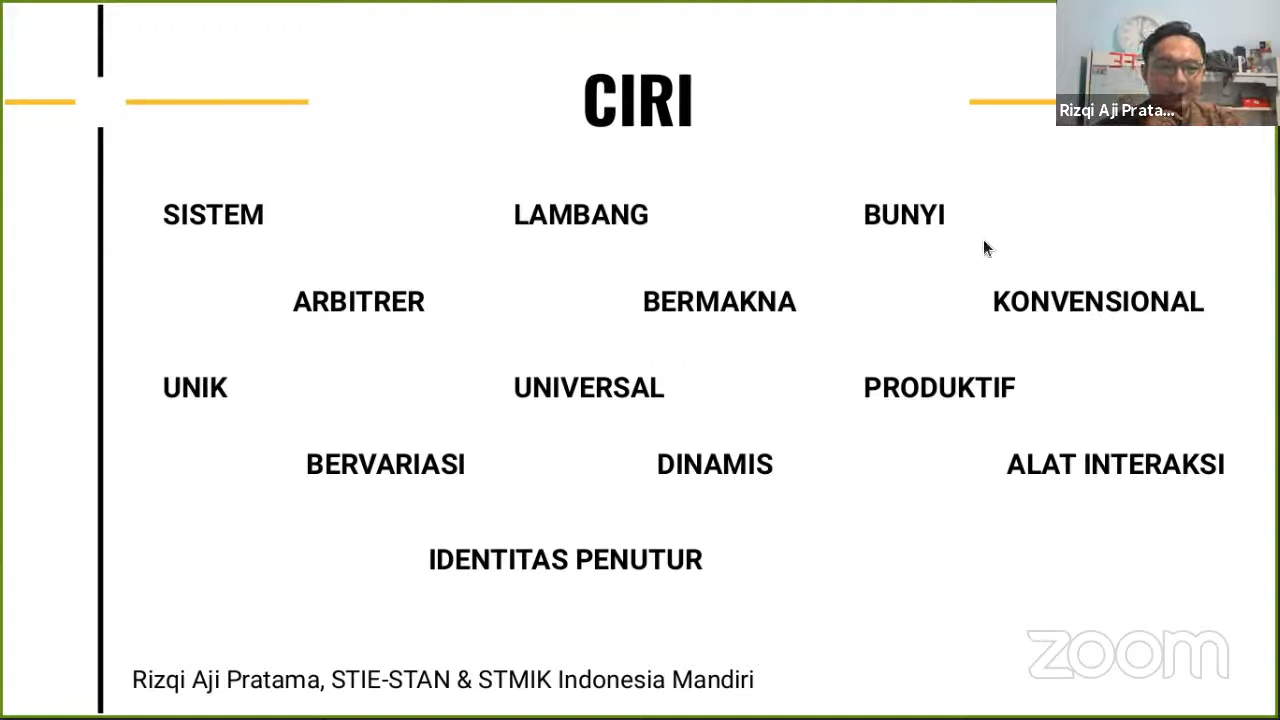 CIRI
Rizqi Aji Prata...
SISTEM LAMBANG BUNYI
ARBITRER BERMAKNA KONVENSIONAL
UNIK UNIVERSAL PRODUKTIF
BERVARIASI DINAMIS ALAT INTERAKSI
IDENTITAS PENUTUR
zoom
Rizqi Aji Pratama, STIE-STAN & STMIK Indonesia Mandiri